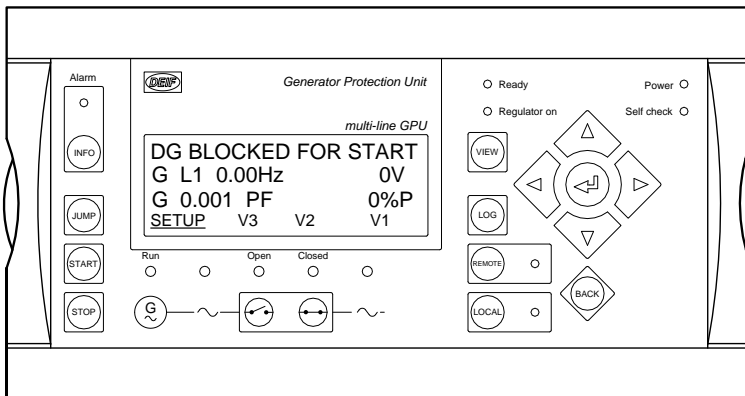 Alarm
INFO
JUMP
START
STOP
DEIF
Generator Protection Unit
multi-line GPU
DG BLOCKED FOR START
G L1 0.00Hz 0V
G 0.001 PF 0%P
SETUP V3 V2 V1
Run Open Closed
G
Ready Power
Regulator on Self check
VIEW
LOG
REMOTE
LOCAL
BACK